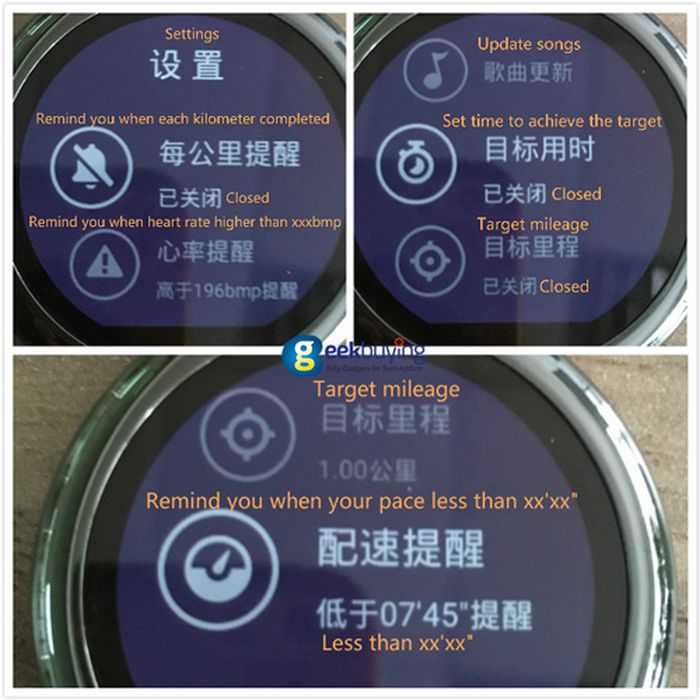 Settings
设置
Remind you when each kilometer completed
每公里提醒
已关闭 Closed
Remind you when heart rate higher than xxxbmp
心率提醒
高于196bmp提醒
Update songs
歌曲更新
Set time to achieve the target
目标用时
已关闭 Closed
Target mileage
目标里程
已关闭 Closed
geekbuying
Nifty Gadgets for Tech Addicts
Target mileage
目标里程
1.00公里
Remind you when your pace less than xx'xx"
配速提醒
低于07'45"提醒
Less than xx'xx"